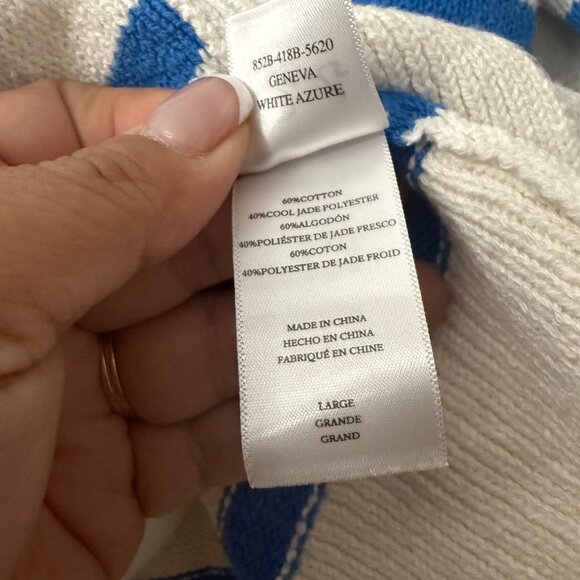 852B-418B-5620
GENEVA
WHITE AZURE
60%COTTON
40%COOL JADE POLYESTER
60%ALGODÓN
40%POLIÉSTER DE JADE FRESCO
60%COTON
40%POLYESTER DE JADE FROID
MADE IN CHINA
HECHO EN CHINA
FABRIQUÉ EN CHINE
LARGE
GRANDE
GRAND